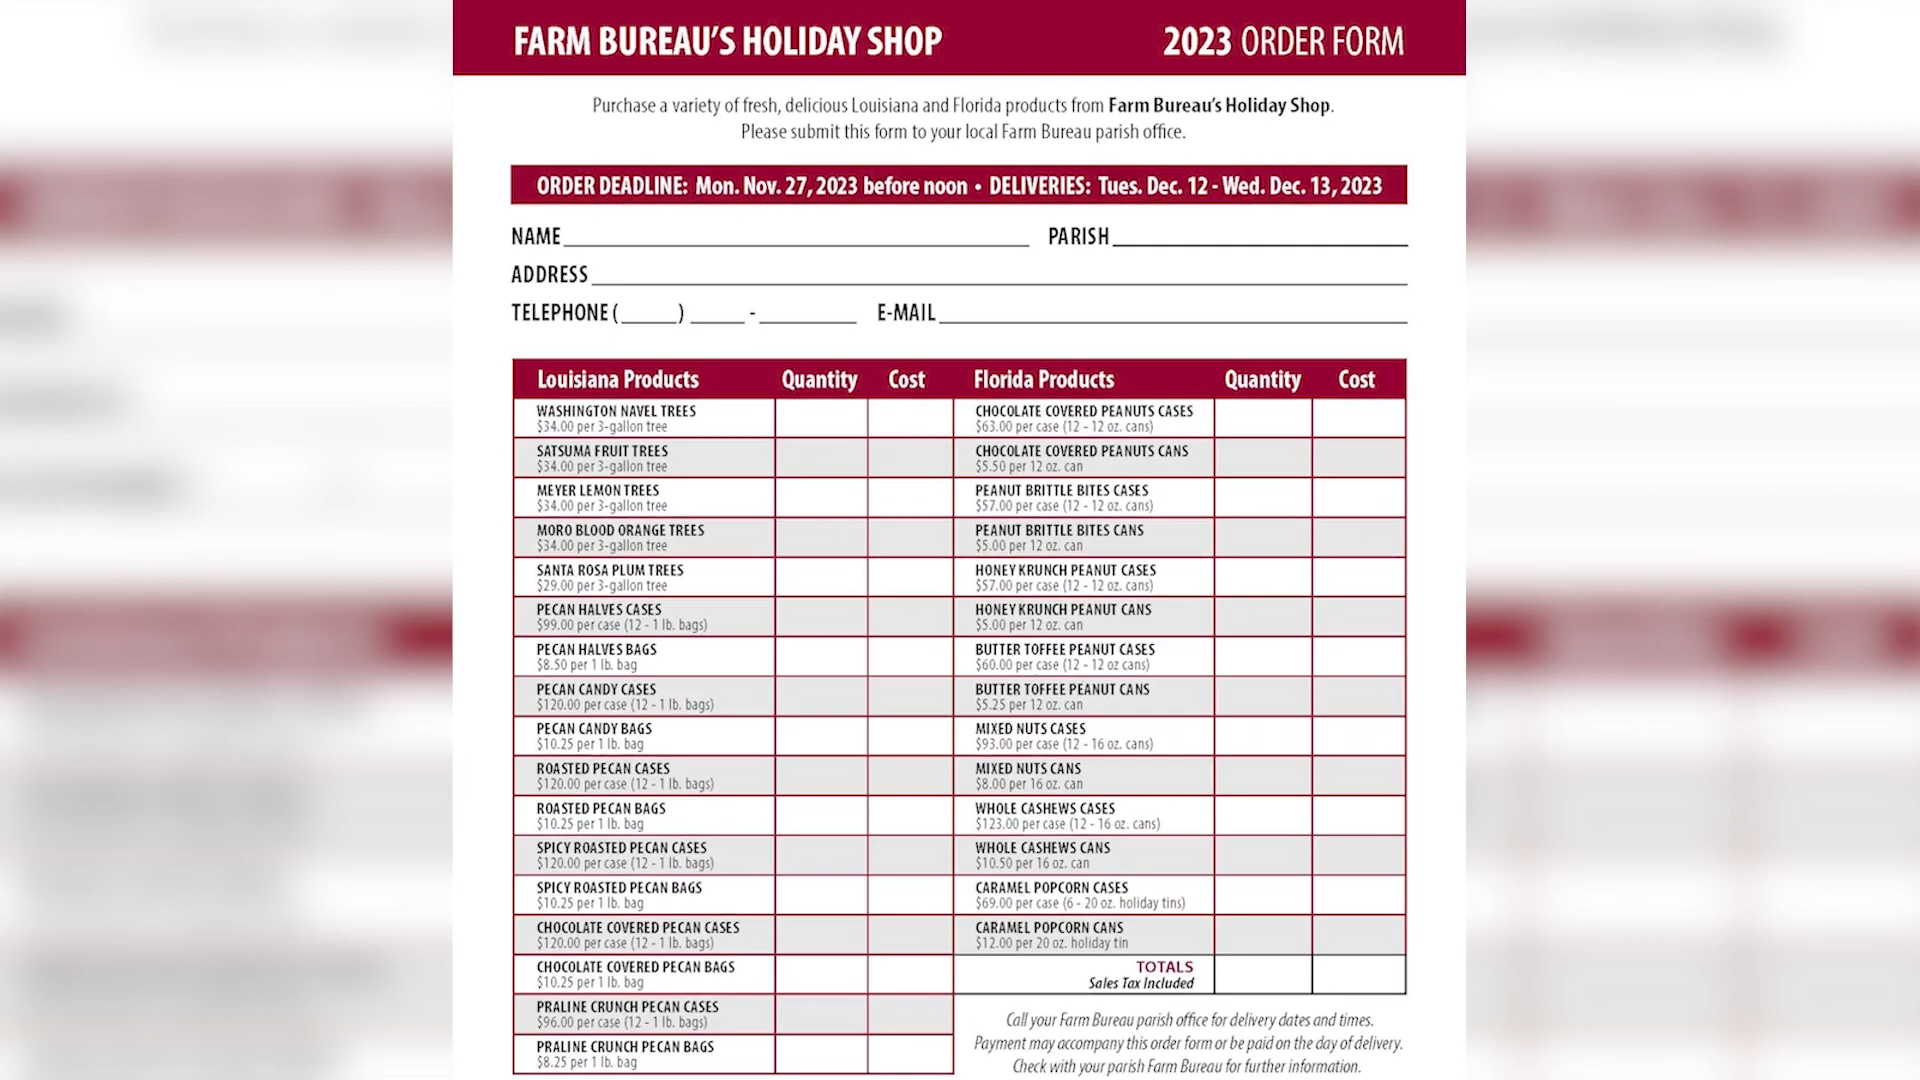 FARM BUREAU'S HOLIDAY SHOP 2023 ORDER FORM
Purchase a variety of fresh, delicious Louisiana and Florida products from Farm Bureau's Holiday Shop.
Please submit this form to your local Farm Bureau parish office.
ORDER DEADLINE: Mon. Nov. 27, 2023 before noon • DELIVERIES: Tues. Dec. 12 - Wed. Dec. 13, 2023
NAME PARISH
ADDRESS
TELEPHONE ( ) - E-MAIL
Louisiana Products Quantity Cost Florida Products Quantity Cost
WASHINGTON NAVEL TREES
$34.00 per 3-gallon tree
SATSUMA FRUIT TREES
$34.00 per 3-gallon tree
MEYER LEMON TREES
$34.00 per 3-gallon tree
MORO BLOOD ORANGE TREES
$34.00 per 3-gallon tree
SANTA ROSA PLUM TREES
$29.00 per 3-gallon tree
PECAN HALVES CASES
$99.00 per case (12 - 1 lb. bags)
PECAN HALVES BAGS
$8.50 per 1 lb. bag
PECAN CANDY CASES
$120.00 per case (12 - 1 lb. bags)
PECAN CANDY BAGS
$10.25 per 1 lb. bag
ROASTED PECAN CASES
$120.00 per case (12 - 1 lb. bags)
ROASTED PECAN BAGS
$10.25 per 1 lb. bag
SPICY ROASTED PECAN CASES
$120.00 per case (12 - 1 lb. bags)
SPICY ROASTED PECAN BAGS
$10.25 per 1 lb. bag
CHOCOLATE COVERED PECAN CASES
$120.00 per case (12 - 1 lb. bags)
CHOCOLATE COVERED PECAN BAGS
$10.25 per 1 lb. bag
PRALINE CRUNCH PECAN CASES
$96.00 per case (12 - 1 lb. bags)
PRALINE CRUNCH PECAN BAGS
$8.25 per 1 lb. bag
CHOCOLATE COVERED PEANUTS CASES
$63.00 per case (12 - 12 oz. cans)
CHOCOLATE COVERED PEANUTS CANS
$5.50 per 12 oz. can
PEANUT BRITTLE BITES CASES
$57.00 per case (12 - 12 oz. cans)
PEANUT BRITTLE BITES CANS
$5.00 per 12 oz. can
HONEY KRUNCH PEANUT CASES
$57.00 per case (12 - 12 oz. cans)
HONEY KRUNCH PEANUT CANS
$5.00 per 12 oz. can
BUTTER TOFFEE PEANUT CASES
$60.00 per case (12 - 12 oz cans)
BUTTER TOFFEE PEANUT CANS
$5.25 per 12 oz. can
MIXED NUTS CASES
$93.00 per case (12 - 16 oz. cans)
MIXED NUTS CANS
$8.00 per 16 oz. can
WHOLE CASHEWS CASES
$123.00 per case (12 - 16 oz. cans)
WHOLE CASHEWS CANS
$10.50 per 16 oz. can
CARAMEL POPCORN CASES
$69.00 per case (6 - 20 oz. holiday tins)
CARAMEL POPCORN CANS
$12.00 per 20 oz. holiday tin
TOTALS
Sales Tax Included
Call your Farm Bureau parish office for delivery dates and times.
Payment may accompany this order form or be paid on the day of delivery.
Check with your parish Farm Bureau for further information.